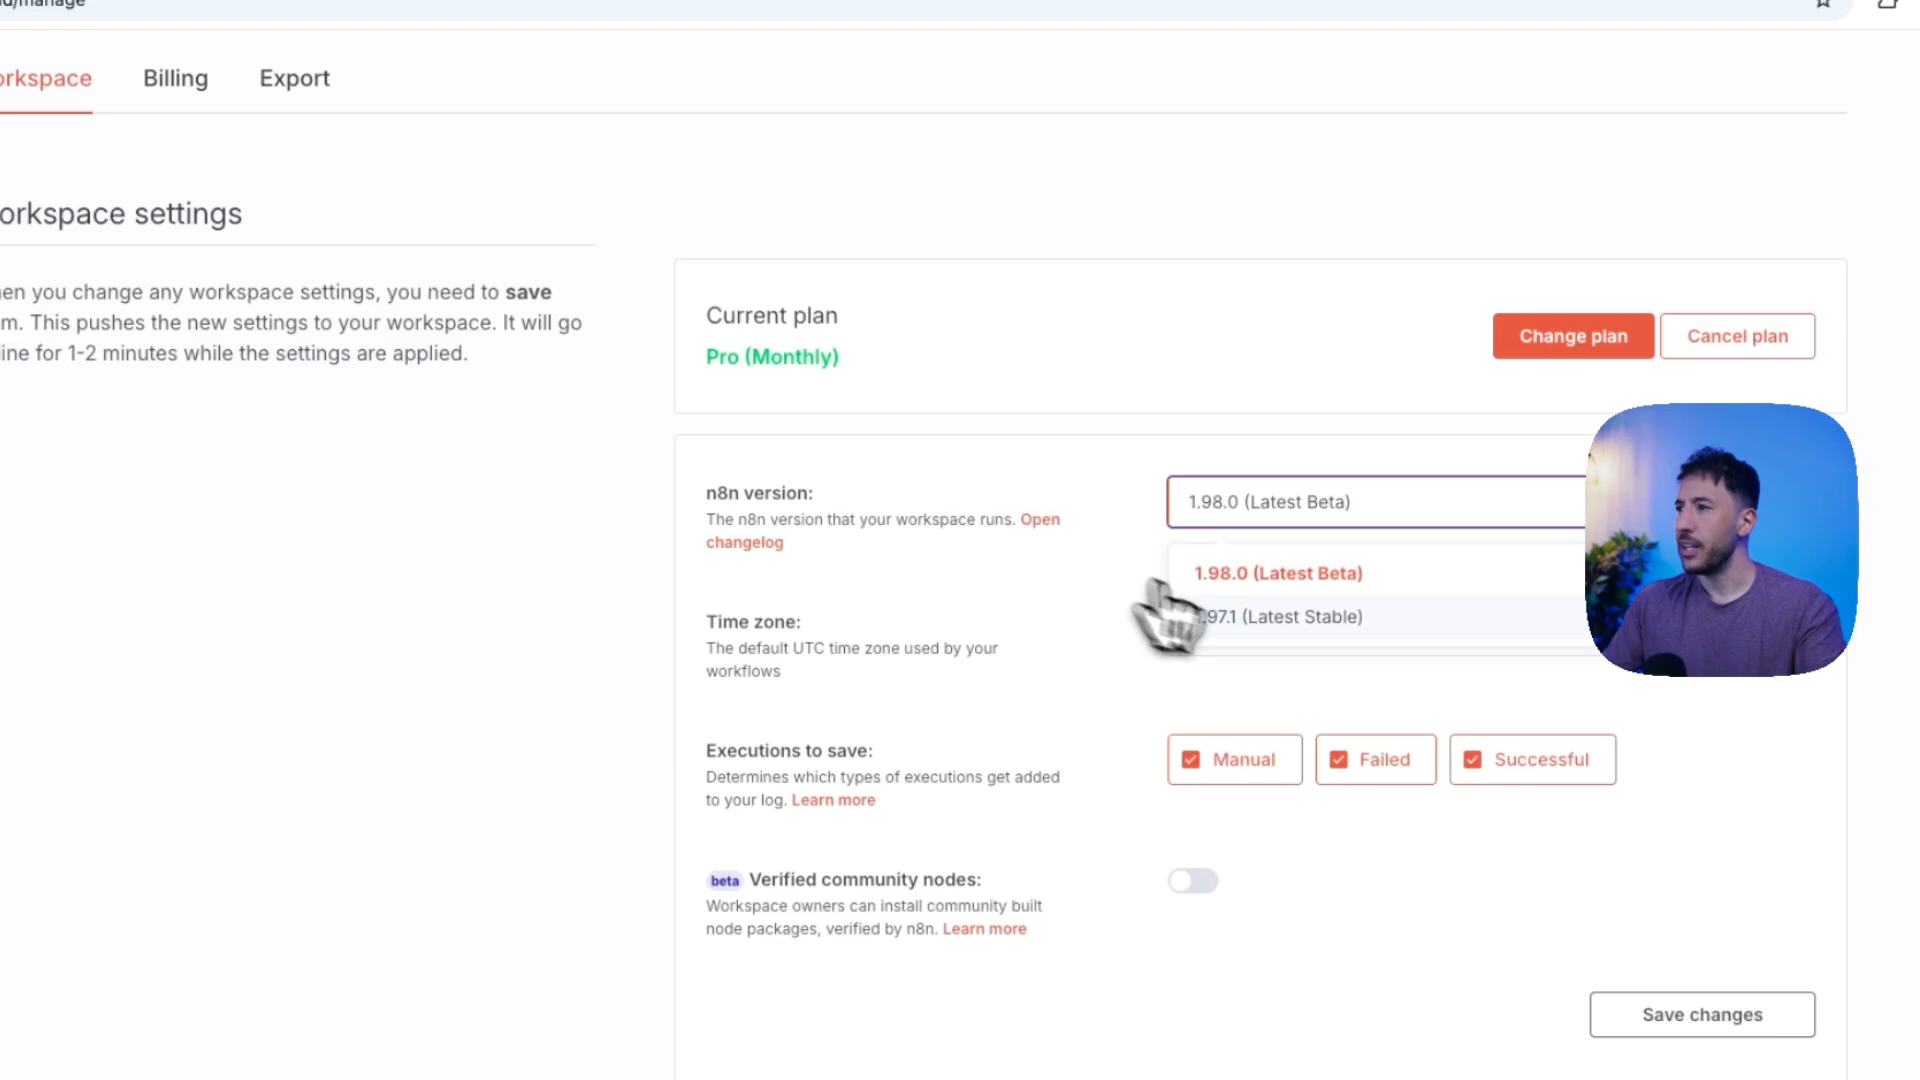 orkspace Billing Export
orkspace settings
en you change any workspace settings, you need to save
m. This pushes the new settings to your workspace. It will go
line for 1-2 minutes while the settings are applied.
Current plan
Pro (Monthly)
Change plan
Cancel plan
n8n version:
The n8n version that your workspace runs. Open
changelog
1.98.0 (Latest Beta)
1.98.0 (Latest Beta)
.97.1 (Latest Stable)
Time zone:
The default UTC time zone used by your
workflows
Executions to save:
Determines which types of executions get added
to your log. Learn more
Manual
Failed
Successful
beta Verified community nodes:
Workspace owners can install community built
node packages, verified by n8n. Learn more
Save changes